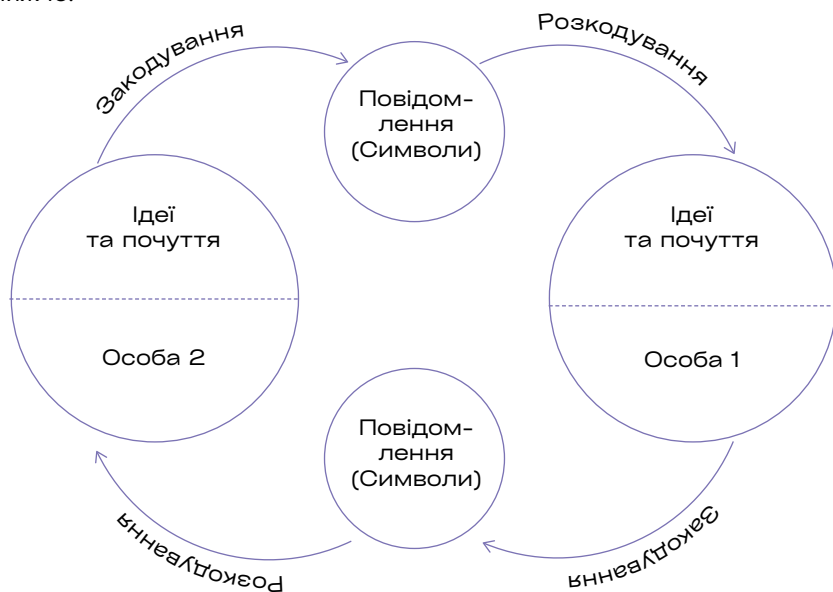 Закодування
Розкодування
Повідом-
лення
(Символи)
Ідеї
та почуття
Ідеї
та почуття
Особа 2
Особа 1
Повідом-
лення
(Символи)
Розкодування
Закодування